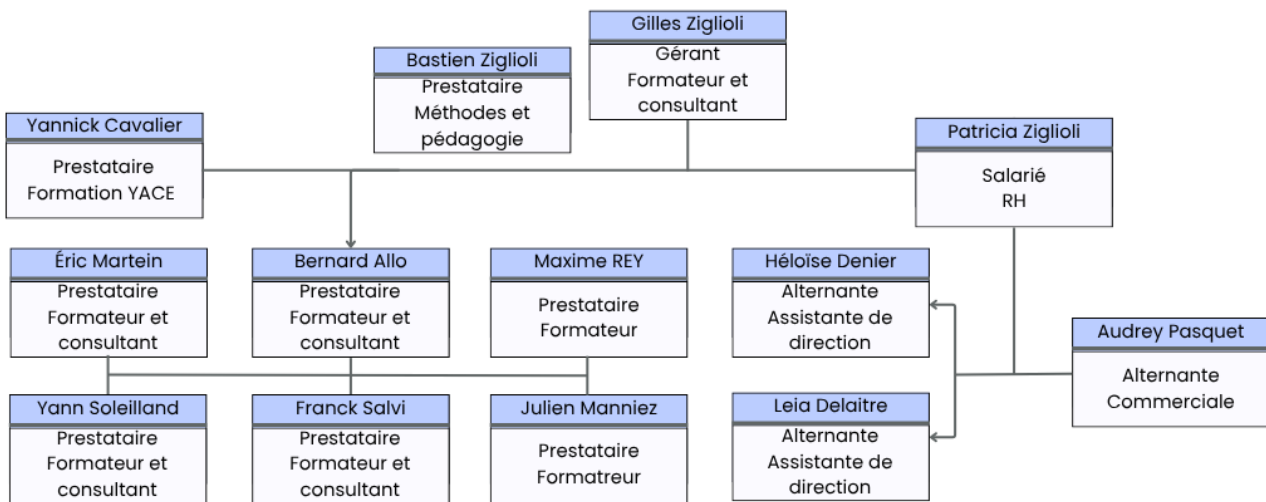 Gilles Ziglioli
Gérant
Formateur et
consultant
Bastien Ziglioli
Prestataire
Méthodes et
pédagogie
Yannick Cavalier
Prestataire
Formation YACE
Patricia Ziglioli
Salarié
RH
Éric Martein
Prestataire
Formateur et
consultant
Bernard Allo
Prestataire
Formateur et
consultant
Maxime REY
Prestataire
Formateur
Héloïse Denier
Alternante
Assistante de
direction
Audrey Pasquet
Alternante
Commerciale
Yann Soleilland
Prestataire
Formateur et
consultant
Franck Salvi
Prestataire
Formateur et
consultant
Julien Manniez
Prestataire
Formatreur
Leia Delaitre
Alternante
Assistante de
direction